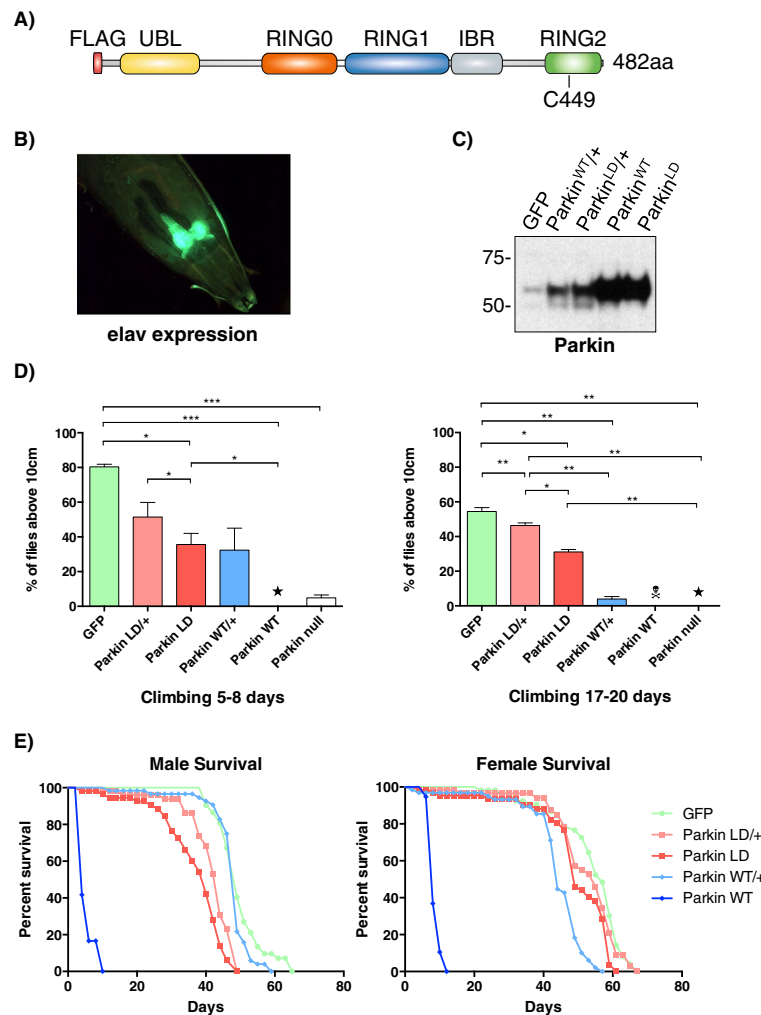 A)
FLAG UBL RING0 RING1 IBR RING2
482aa
C449
B)
elav expression
C)
GFP
Parkin^WT/+
Parkin^LD/+
Parkin^WT
Parkin^LD
75-
50-
Parkin
D)
***
***
*
*
*
% of flies above 10cm
100
80
60
40
20
0
GFP
Parkin LD/+
Parkin LD
Parkin WT/+
Parkin WT
Parkin null
Climbing 5-8 days
**
**
*
**
**
**
*
**
% of flies above 10cm
100
80
60
40
20
0
GFP
Parkin LD/+
Parkin LD
Parkin WT/+
Parkin WT
Parkin null
Climbing 17-20 days
E)
Male Survival
Percent survival
100
80
60
40
20
0
0 20 40 60 80
Days
Female Survival
Percent survival
100
80
60
40
20
0
0 20 40 60 80
Days
GFP
Parkin LD/+
Parkin LD
Parkin WT/+
Parkin WT